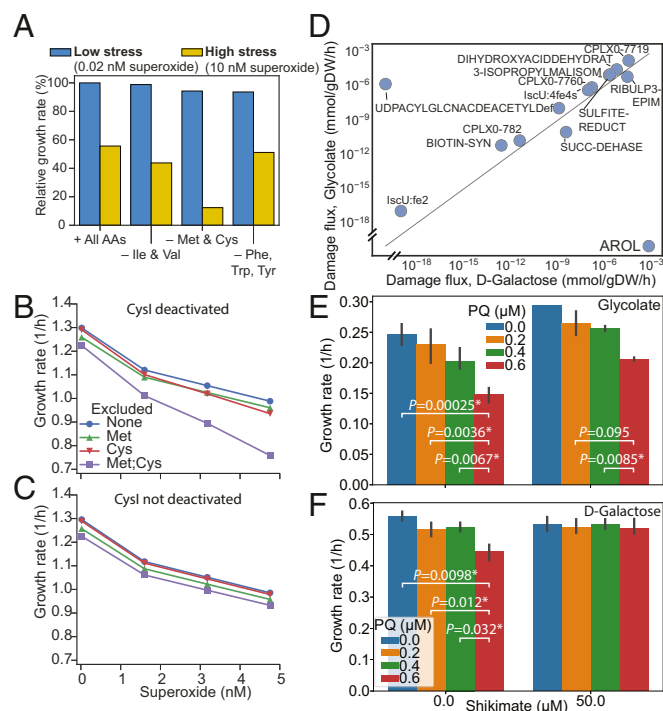 A
Low stress
(0.02 nM superoxide)
High stress
(10 nM superoxide)
Relative growth rate (%)
100
80
60
40
20
0
+ All AAs
– Ile & Val
– Met & Cys
– Phe,
Trp, Tyr
B
CysI deactivated
Growth rate (1/h)
1.4
1.3
1.2
1.1
1.0
0.9
0.8
0.7
Excluded
None
Met
Cys
Met;Cys
C
CysI not deactivated
Growth rate (1/h)
1.4
1.3
1.2
1.1
1.0
0.9
0.8
0.7
0
1
2
3
4
5
Superoxide (nM)
D
Damage flux, Glycolate (mmol/gDW/h)
10⁻³
10⁻⁶
10⁻⁹
10⁻¹²
10⁻¹⁵
10⁻¹⁸
CPLX0-7719
DIHYDROXYACIDDEHYDRAT
3-ISOPROPYLMALISOM
CPLX0-7760
IscU:4fe4s
RIBULP3-
EPIM
UDPACYLGLCNACDEACETYLDef
SULFITE-
REDUCT
CPLX0-782
BIOTIN-SYN
SUCC-DEHASE
IscU:fe2
AROL
10⁻¹⁸
10⁻¹⁵
10⁻¹²
10⁻⁹
10⁻⁶
10⁻³
Damage flux, D-Galactose (mmol/gDW/h)
E
Growth rate (1/h)
0.30
0.25
0.20
0.15
0.10
0.05
0.00
PQ (μM)
0.0
0.2
0.4
0.6
Glycolate
P=0.00025*
P=0.0036*
P=0.0067*
P=0.095
P=0.0085*
F
Growth rate (1/h)
0.6
0.5
0.4
0.3
0.2
0.1
0.0
D-Galactose
P=0.0098*
P=0.012*
P=0.032*
PQ (μM)
0.0
0.2
0.4
0.6
0.0
50.0
Shikimate (μM)